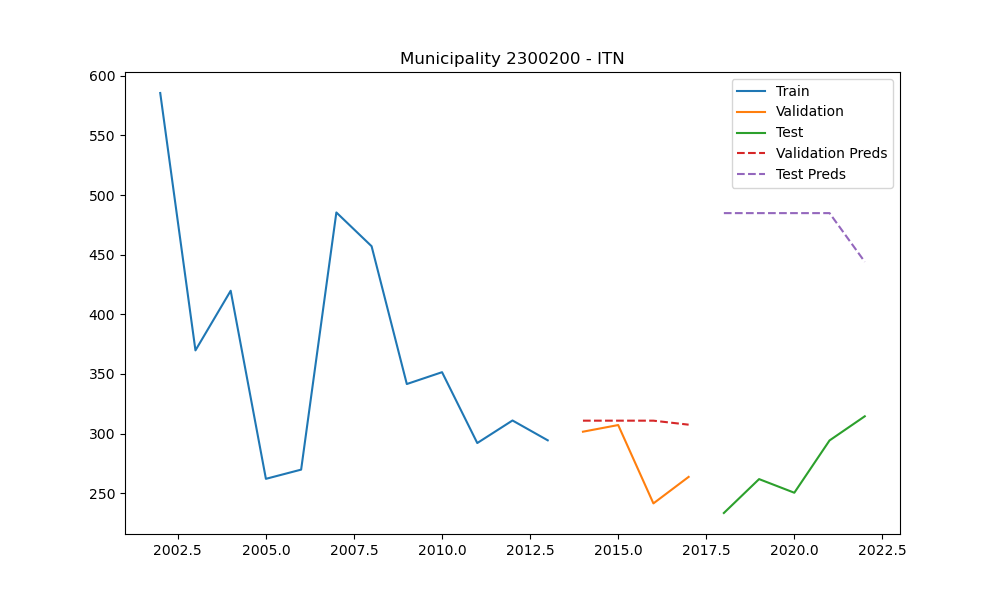 Municipality 2300200 - ITN
600
550
500
450
400
350
300
250
Train
Validation
Test
Validation Preds
Test Preds
2002.5 2005.0 2007.5 2010.0 2012.5 2015.0 2017.5 2020.0 2022.5